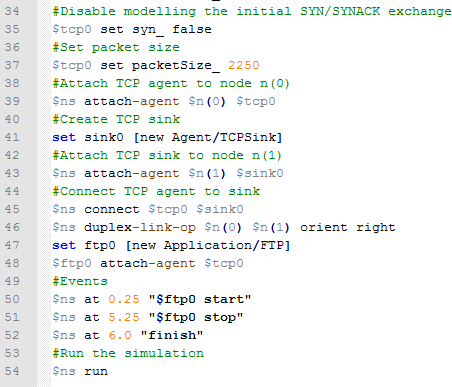 34 #Disable modelling the initial SYN/SYNACK exchange
35 $tcp0 set syn_ false
36 #Set packet size
37 $tcp0 set packetSize_ 2250
38 #Attach TCP agent to node n(0)
39 $ns attach-agent $n(0) $tcp0
40 #Create TCP sink
41 set sink0 [new Agent/TCPSink]
42 #Attach TCP sink to node n(1)
43 $ns attach-agent $n(1) $sink0
44 #Connect TCP agent to sink
45 $ns connect $tcp0 $sink0
46 $ns duplex-link-op $n(0) $n(1) orient right
47 set ftp0 [new Application/FTP]
48 $ftp0 attach-agent $tcp0
49 #Events
50 $ns at 0.25 "$ftp0 start"
51 $ns at 5.25 "$ftp0 stop"
52 $ns at 6.0 "finish"
53 #Run the simulation
54 $ns run